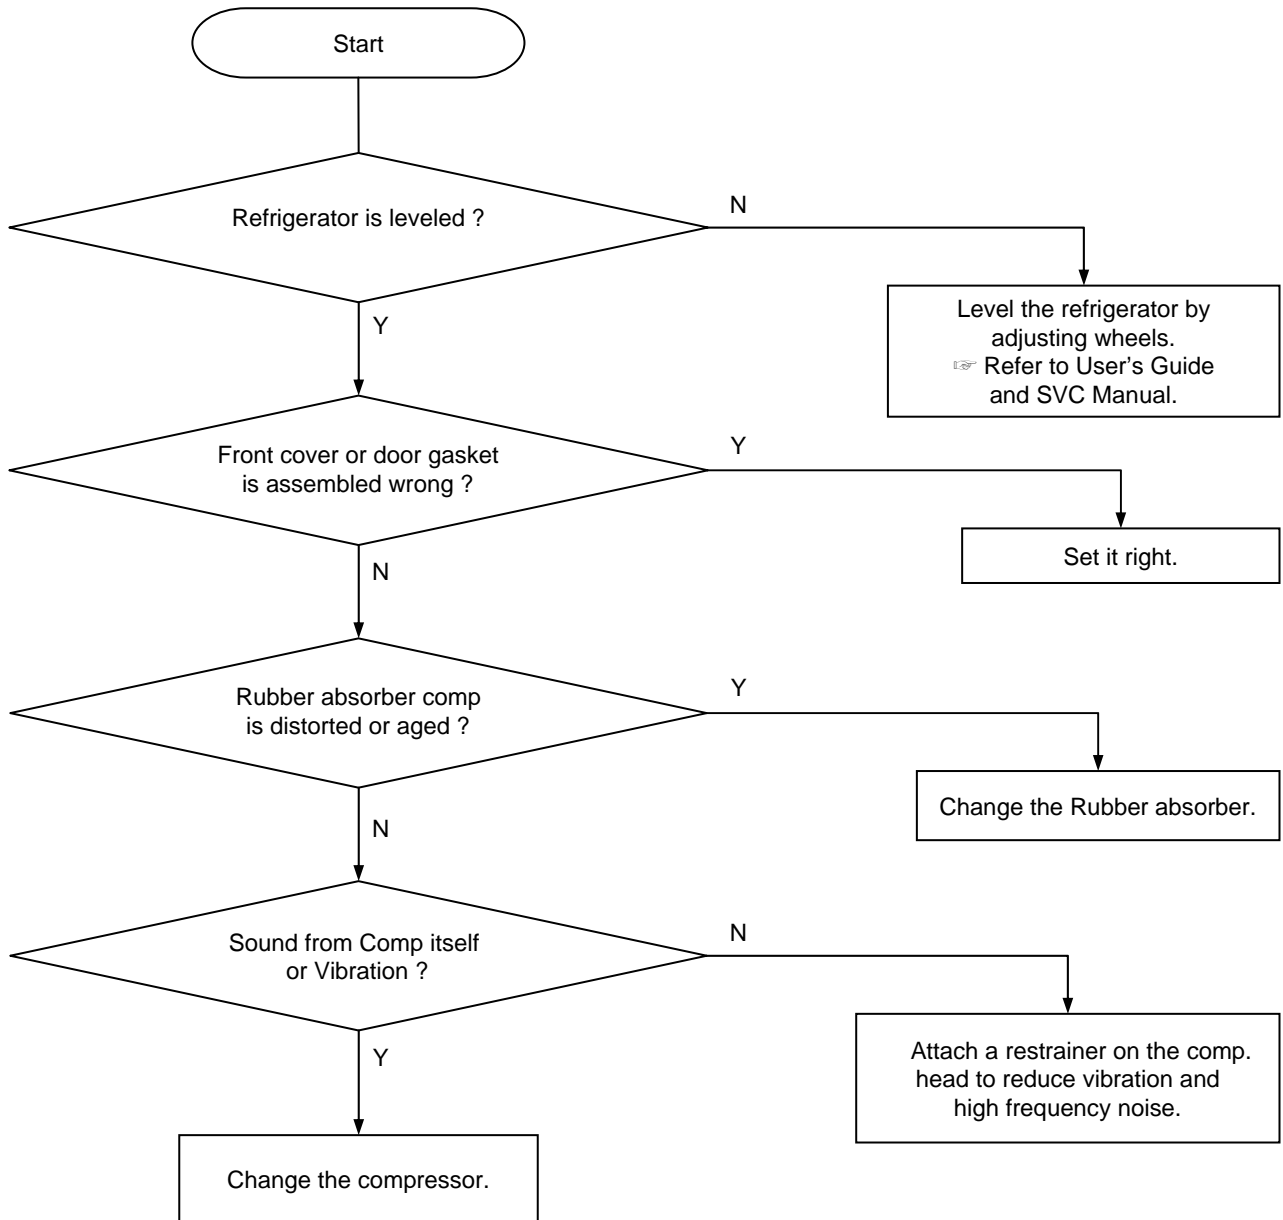 Start
Refrigerator is leveled ?
N
Y
Level the refrigerator by
adjusting wheels.
☞ Refer to User's Guide
and SVC Manual.
Front cover or door gasket
is assembled wrong ?
Y
N
Set it right.
Rubber absorber comp
is distorted or aged ?
Y
N
Change the Rubber absorber.
Sound from Comp itself
or Vibration ?
N
Y
Attach a restrainer on the comp.
head to reduce vibration and
high frequency noise.
Change the compressor.